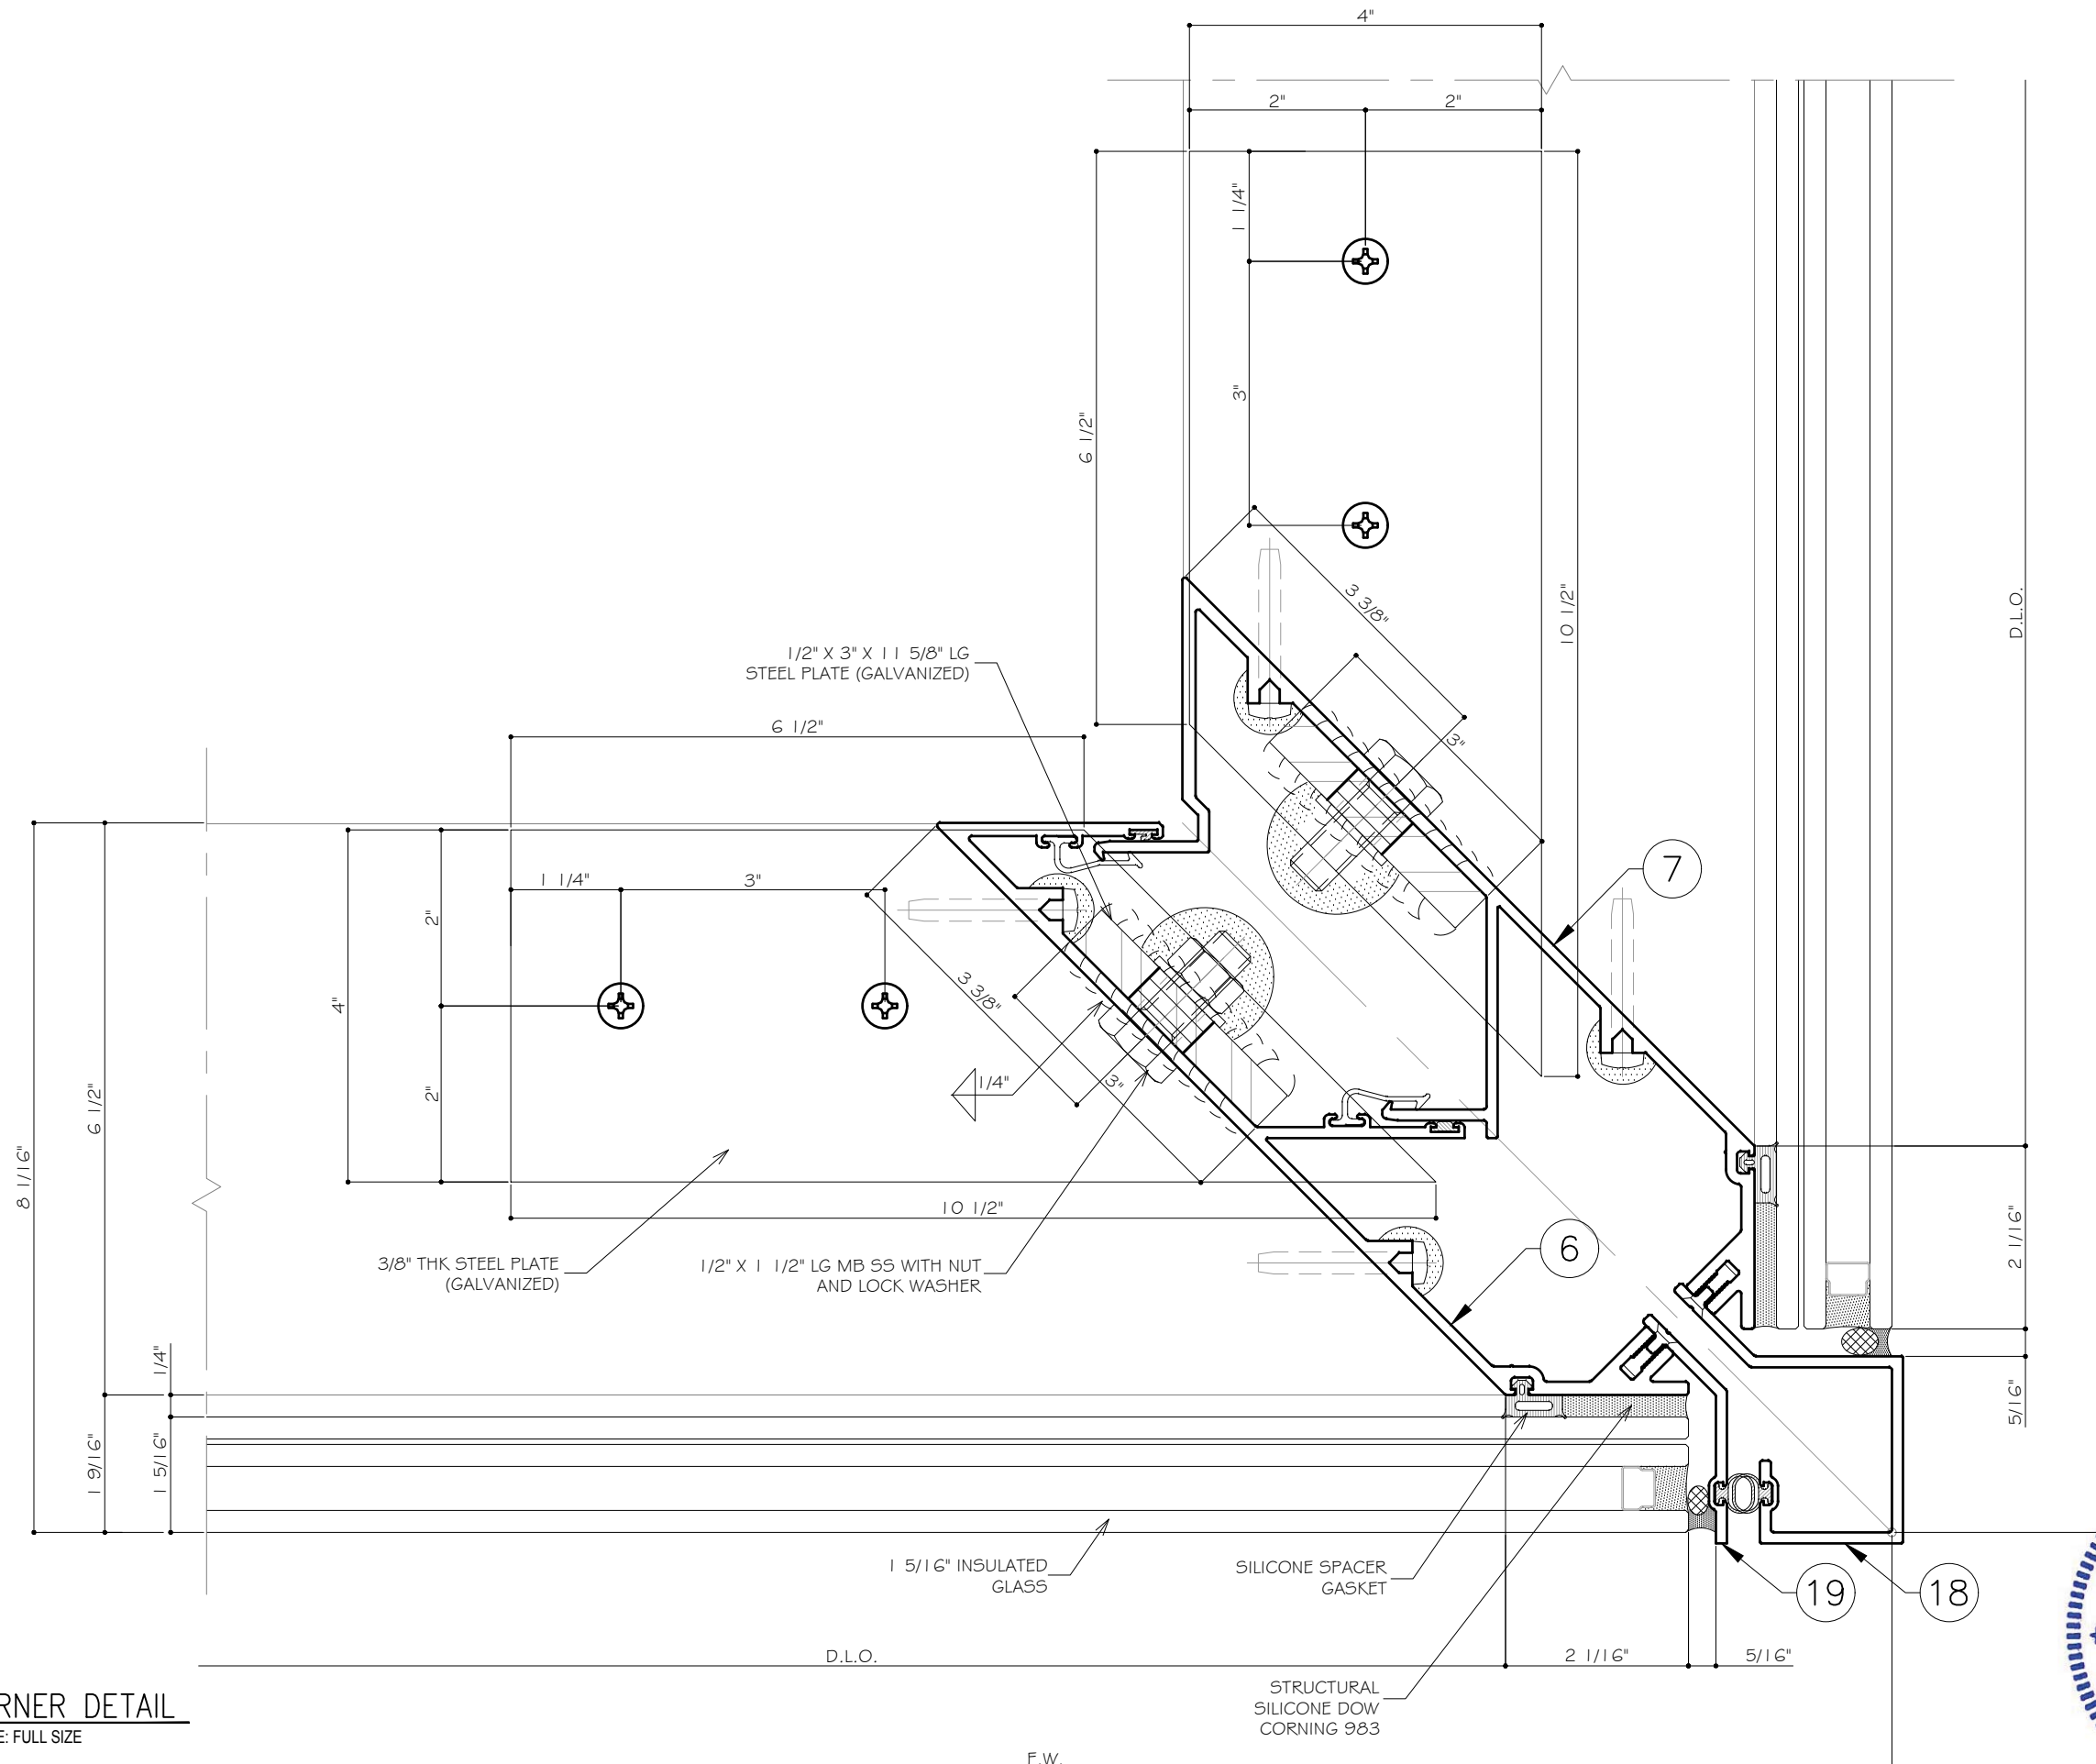 4"
2"
2"
1 1/4"
3"
6 1/2"
10 1/2"
D.L.O.
3 3/8"
3"
1/2" X 3" X 11 5/8" LG
STEEL PLATE (GALVANIZED)
6 1/2"
7
1 1/4"
3"
2"
4"
2"
3 3/8"
3"
1/4"
6 1/2"
8 1/16"
10 1/2"
3/8" THK STEEL PLATE
(GALVANIZED)
1/2" X 1 1/2" LG MB SS WITH NUT
AND LOCK WASHER
6
2 1/16"
5/16"
1/4"
1 9/16"
1 5/16"
1 5/16" INSULATED
GLASS
SILICONE SPACER
GASKET
19
18
D.L.O.
2 1/16"
5/16"
STRUCTURAL
SILICONE DOW
CORNING 983
RNER DETAIL
E: FULL SIZE
F.W.